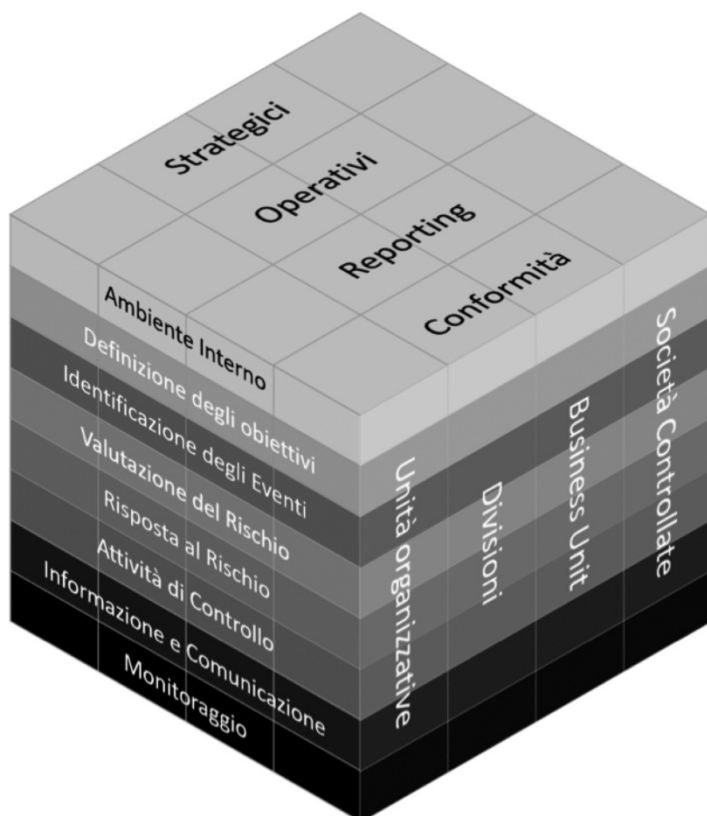 Strategici
Operativi
Reporting
Conformità
Ambiente Interno
Definizione degli obiettivi
Identificazione degli Eventi
Valutazione del Rischio
Risposta al Rischio
Attività di Controllo
Informazione e Comunicazione
Monitoraggio
Unità organizzative
Divisioni
Business Unit
Società Controllate